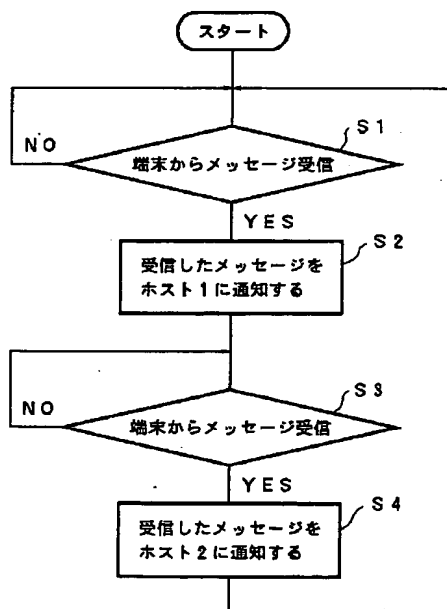 スタート
S1
NO
端末からメッセージ受信
YES
S2
受信したメッセージを
ホスト1に通知する
S3
NO
端末からメッセージ受信
YES
S4
受信したメッセージを
ホスト2に通知する